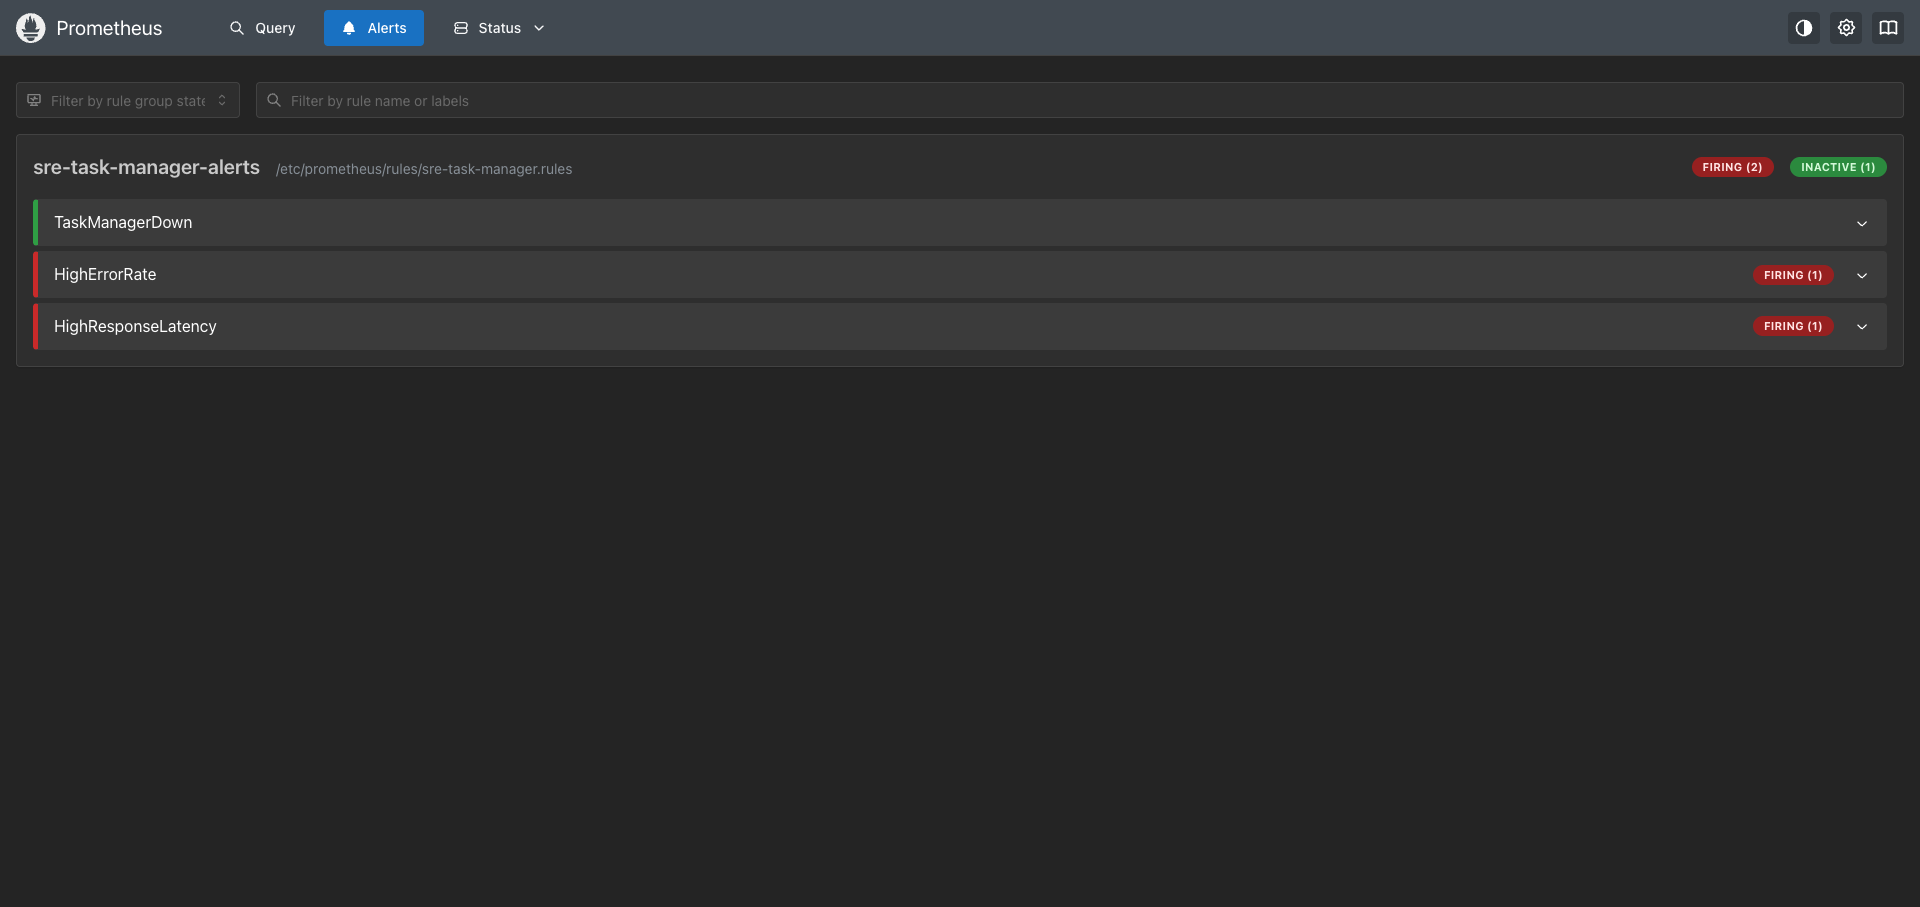 Prometheus
Query
Alerts
Status
Filter by rule group state
Filter by rule name or labels
sre-task-manager-alerts
/etc/prometheus/rules/sre-task-manager.rules
FIRING (2)
INACTIVE (1)
TaskManagerDown
HighErrorRate
FIRING (1)
HighResponseLatency
FIRING (1)